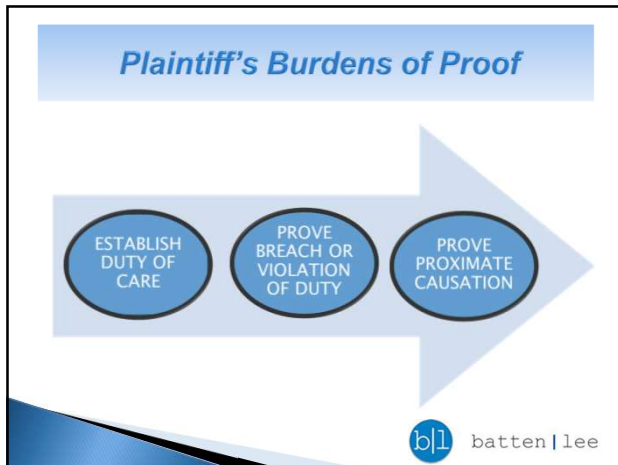 Plaintiff's Burdens of Proof
ESTABLISH
DUTY OF
CARE
PROVE
BREACH OR
VIOLATION
OF DUTY
PROVE
PROXIMATE
CAUSATION
b|l batten|lee